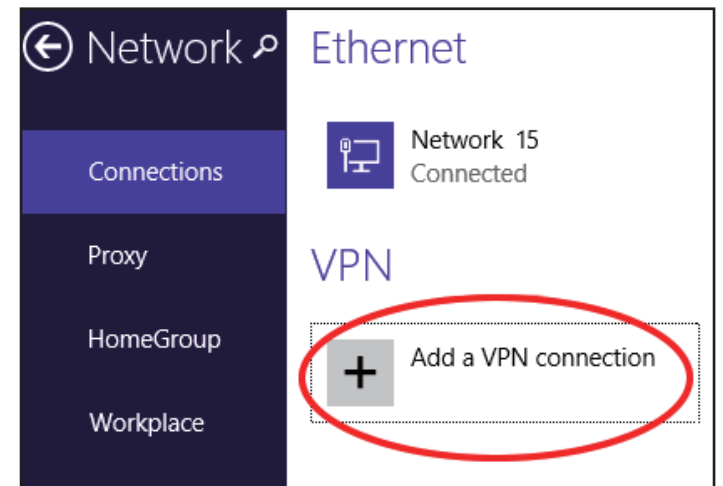 Network
Connections
Proxy
HomeGroup
Workplace
Ethernet
Network 15
Connected
VPN
Add a VPN connection